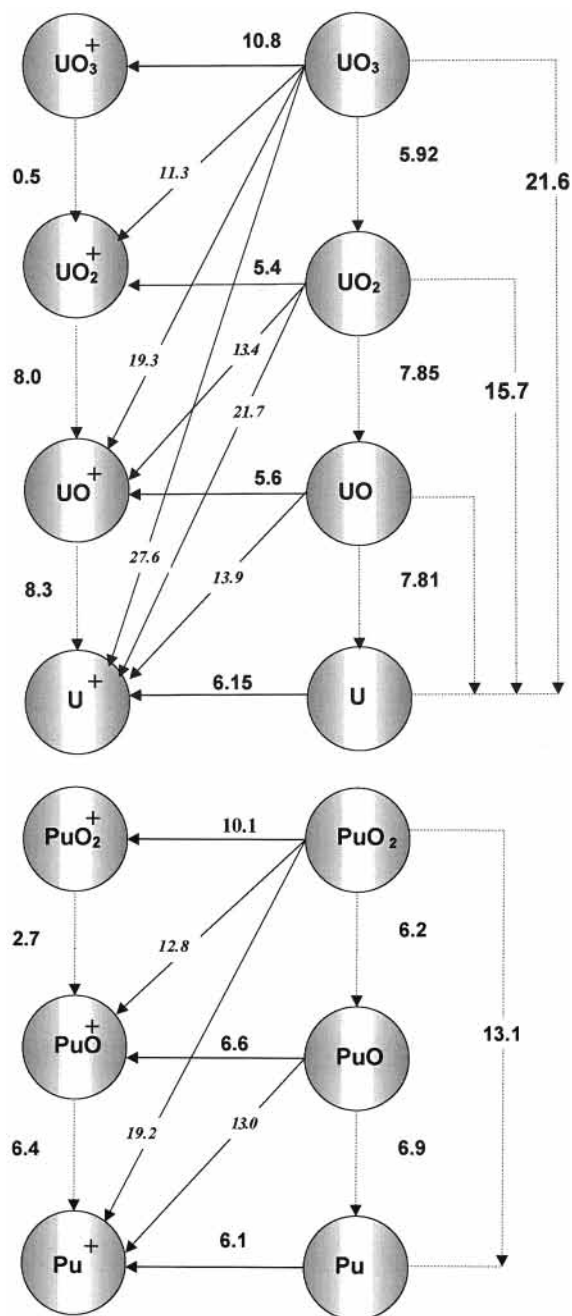 10.8
UO3+
UO3
0.5
11.3
5.92
21.6
UO2+
5.4
UO2
8.0
19.3
13.4
21.7
7.85
15.7
UO+
5.6
UO
8.3
27.6
13.9
7.81
U+
6.15
U
PuO2+
10.1
PuO2
2.7
12.8
6.2
PuO+
6.6
PuO
13.1
6.4
19.2
13.0
6.9
Pu+
6.1
Pu